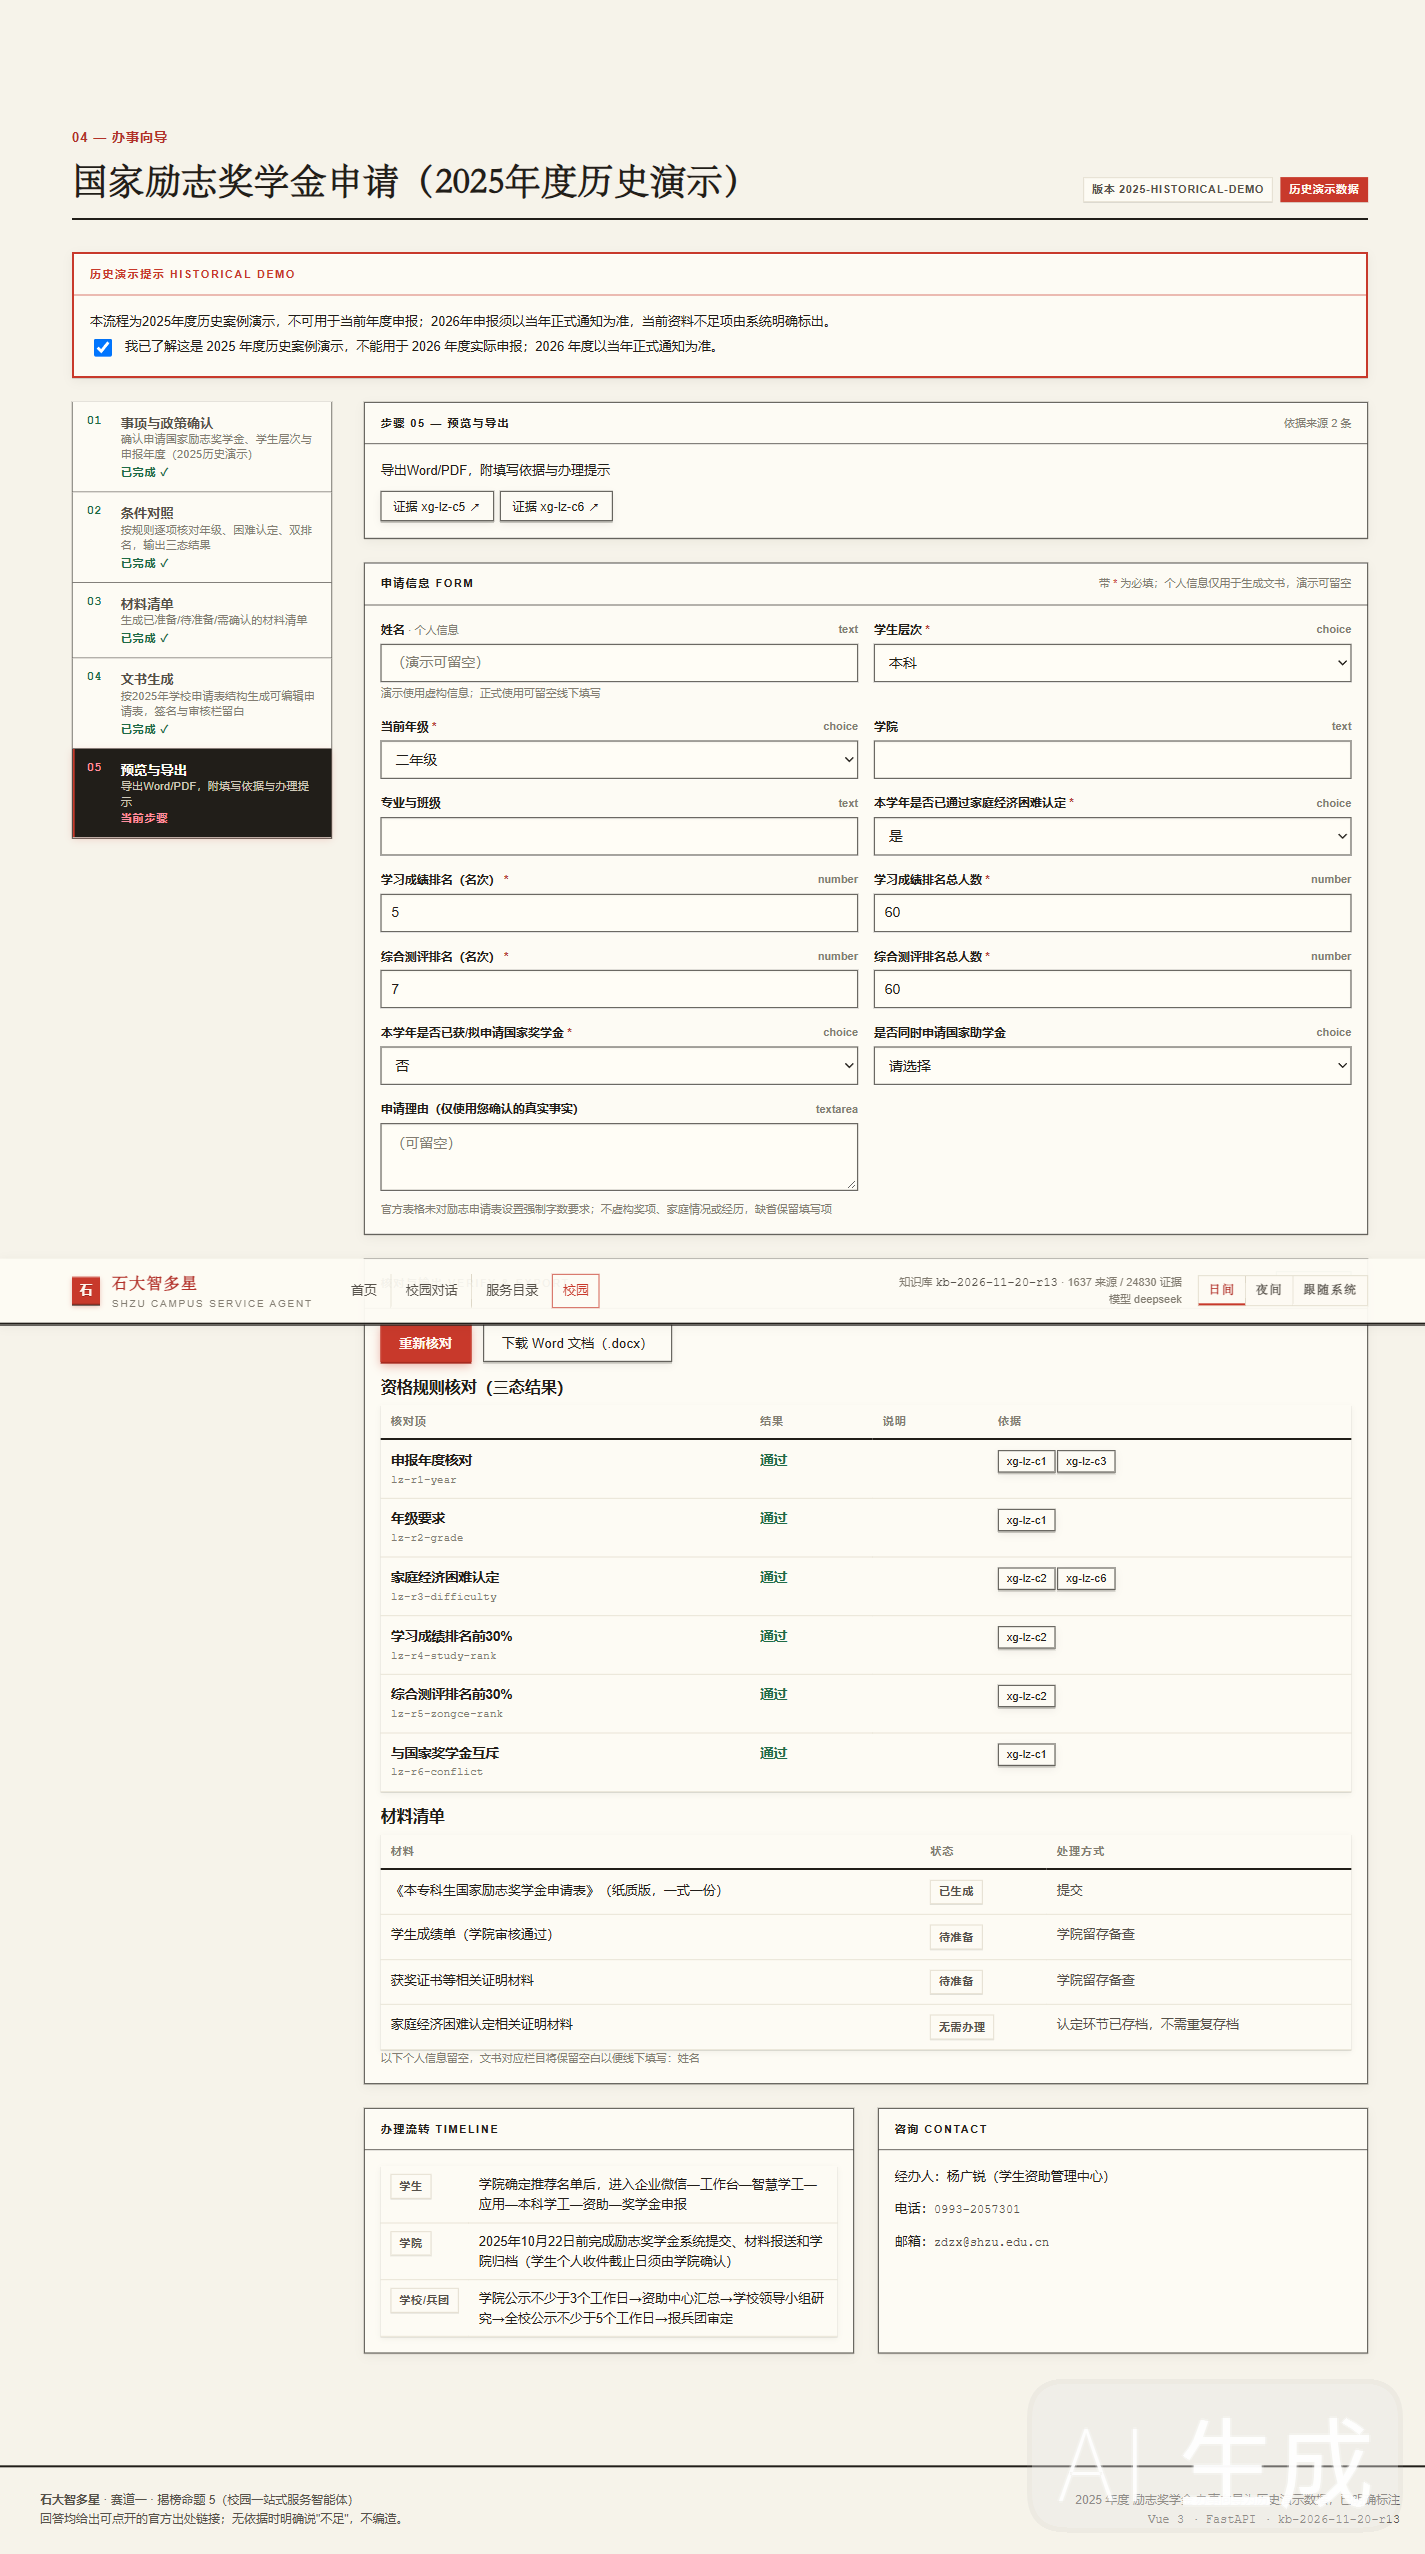 04 — 办事向导
国家励志奖学金申请（2025年度历史演示）
版本 2025-HISTORICAL-DEMO
历史演示数据
历史演示提示 HISTORICAL DEMO
本流程为2025年度历史案例演示，不可用于当前年度申报；2026年申报须以当年正式通知为准，当前资料不足项由系统明确标出。
我已了解这是 2025 年度历史案例演示，不能用于 2026 年度实际申报；2026 年度以当年正式通知为准。
01 事项与政策确认
确认申请国家励志奖学金、学生层次与
申报年度（2025历史演示）
已完成 ✓
02 条件对照
按规则逐项核对年级、困难认定、双排
名，输出三态结果
已完成 ✓
03 材料清单
生成已准备/待准备/需确认的材料清单
已完成 ✓
04 文书生成
按2025年学校申请表结构生成可编辑申
请表，签名与审核栏留白
已完成 ✓
05 预览与导出
导出Word/PDF，附填写依据与办理提
示
当前步骤
步骤 05 — 预览与导出
依据来源 2 条
导出Word/PDF，附填写依据与办理提示
证据 xg-lz-c5 ↗
证据 xg-lz-c6 ↗
申请信息 FORM
带 * 为必填；个人信息仅用于生成文书，演示可留空
姓名 · 个人信息 text
（演示可留空）
演示使用虚构信息；正式使用可留空线下填写
学生层次 * choice
本科
当前年级 * choice
二年级
学院 text
专业与班级 text
本学年是否已通过家庭经济困难认定 * choice
是
学习成绩排名（名次） * number
5
学习成绩排名总人数 * number
60
综合测评排名（名次） * number
7
综合测评排名总人数 * number
60
本学年是否已获/拟申请国家奖学金 * choice
否
是否同时申请国家助学金 choice
请选择
申请理由（仅使用您确认的真实事实） textarea
（可留空）
官方表格未对励志申请表设置强制字数要求；不虚构奖项、家庭情况或经历，缺省保留填写项
石
石大智多星
SHZU CAMPUS SERVICE AGENT
首页
校园对话
服务目录
校园
知识库 kb-2026-11-20-r13 · 1637 来源 / 24830 证据
模型 deepseek
日间
夜间
跟随系统
重新核对
下载 Word 文档（.docx）
资格规则核对（三态结果）
核对项 结果 说明 依据
申报年度核对 通过 xg-lz-c1 xg-lz-c3
lz-r1-year
年级要求 通过 xg-lz-c1
lz-r2-grade
家庭经济困难认定 通过 xg-lz-c2 xg-lz-c6
lz-r3-difficulty
学习成绩排名前30% 通过 xg-lz-c2
lz-r4-study-rank
综合测评排名前30% 通过 xg-lz-c2
lz-r5-zongce-rank
与国家奖学金互斥 通过 xg-lz-c1
lz-r6-conflict
材料清单
材料 状态 处理方式
《本专科生国家励志奖学金申请表》（纸质版，一式一份） 已生成 提交
学生成绩单（学院审核通过） 待准备 学院留存备查
获奖证书等相关证明材料 待准备 学院留存备查
家庭经济困难认定相关证明材料 无需办理 认定环节已存档，不需重复存档
以下个人信息留空，文书对应栏目将保留空白以便线下填写：姓名
办理流转 TIMELINE
学生
学院确定推荐名单后，进入企业微信—工作台—智慧学工—
应用—本科学工—资助—奖学金申报
学院
2025年10月22日前完成励志奖学金系统提交、材料报送和学
院归档（学生个人收件截止日须由学院确认）
学校/兵团
学院公示不少于3个工作日→资助中心汇总→学校领导小组研
究→全校公示不少于5个工作日→报兵团审定
咨询 CONTACT
经办人：杨广锐（学生资助管理中心）
电话：0993-2057301
邮箱：zdzx@shzu.edu.cn
石大智多星 · 赛道一 · 揭榜命题 5（校园一站式服务智能体）
回答均给出可点开的官方出处链接；无依据时明确说"不足"，不编造。
2025 年度 励志奖学金 历史演示数据 明确标注
Vue 3 · FastAPI · kb-2026-11-20-r13
AI 生成